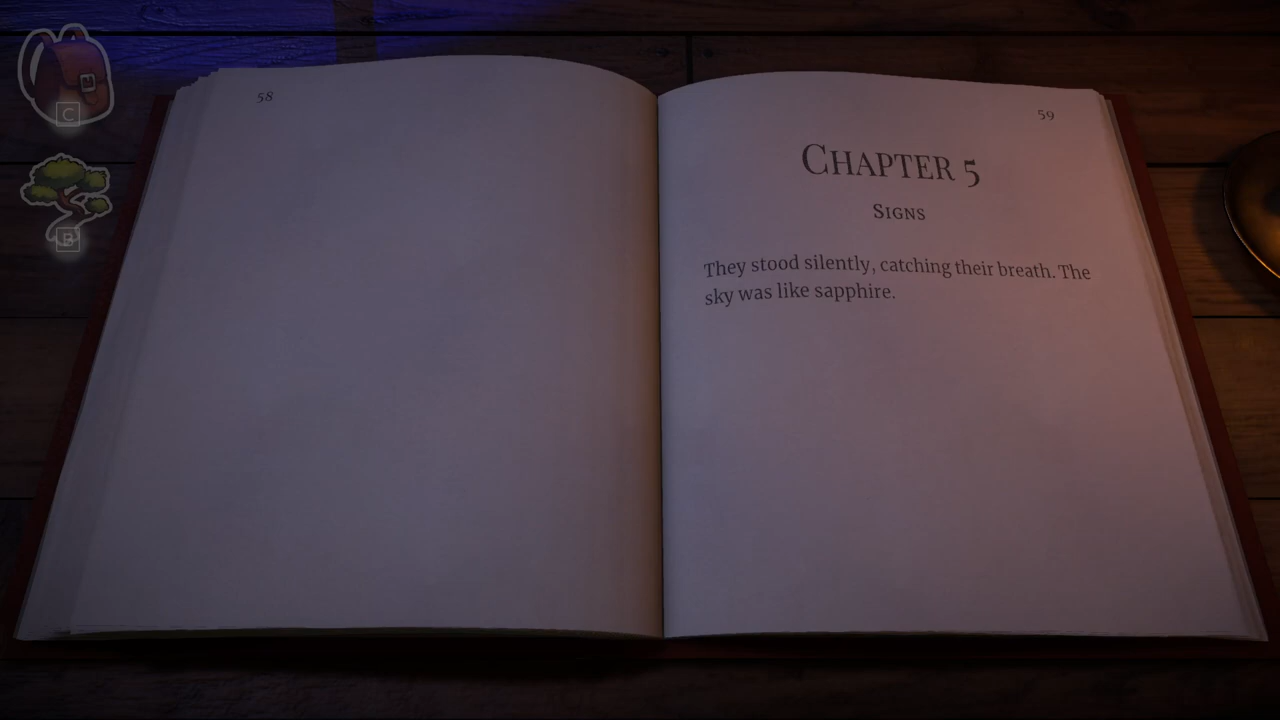 C
B
58
59
Chapter 5
Signs
They stood silently, catching their breath. The
sky was like sapphire.